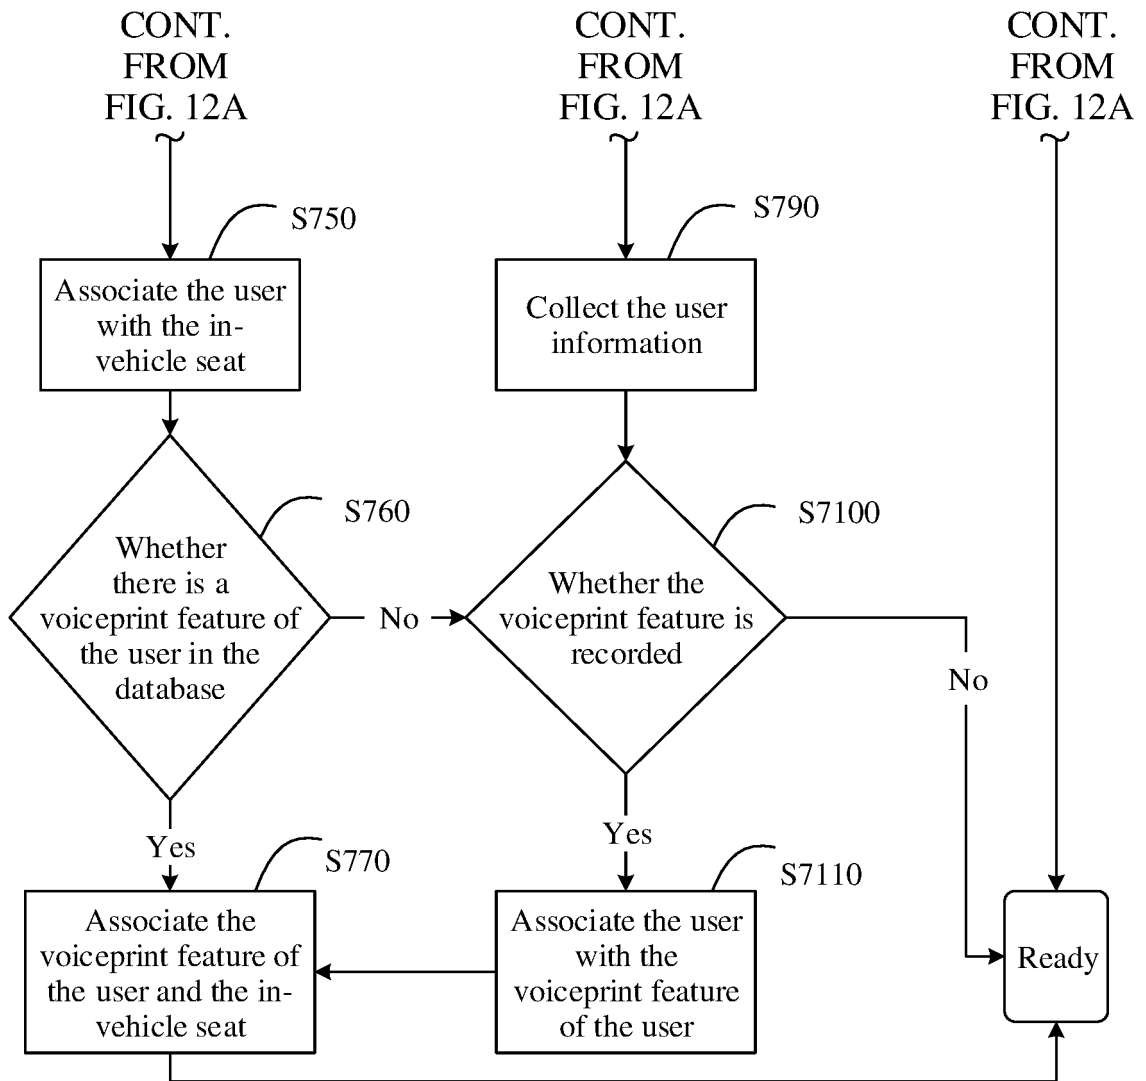 CONT.
FROM
FIG. 12A
CONT.
FROM
FIG. 12A
CONT.
FROM
FIG. 12A
S750
Associate the user
with the in-
vehicle seat
S790
Collect the user
information
S760
Whether
there is a
voiceprint feature of
the user in the
database
No
S7100
Whether the
voiceprint feature is
recorded
No
Yes
Yes
S770
Associate the
voiceprint feature of
the user and the in-
vehicle seat
S7110
Associate the user
with the
voiceprint feature
of the user
Ready